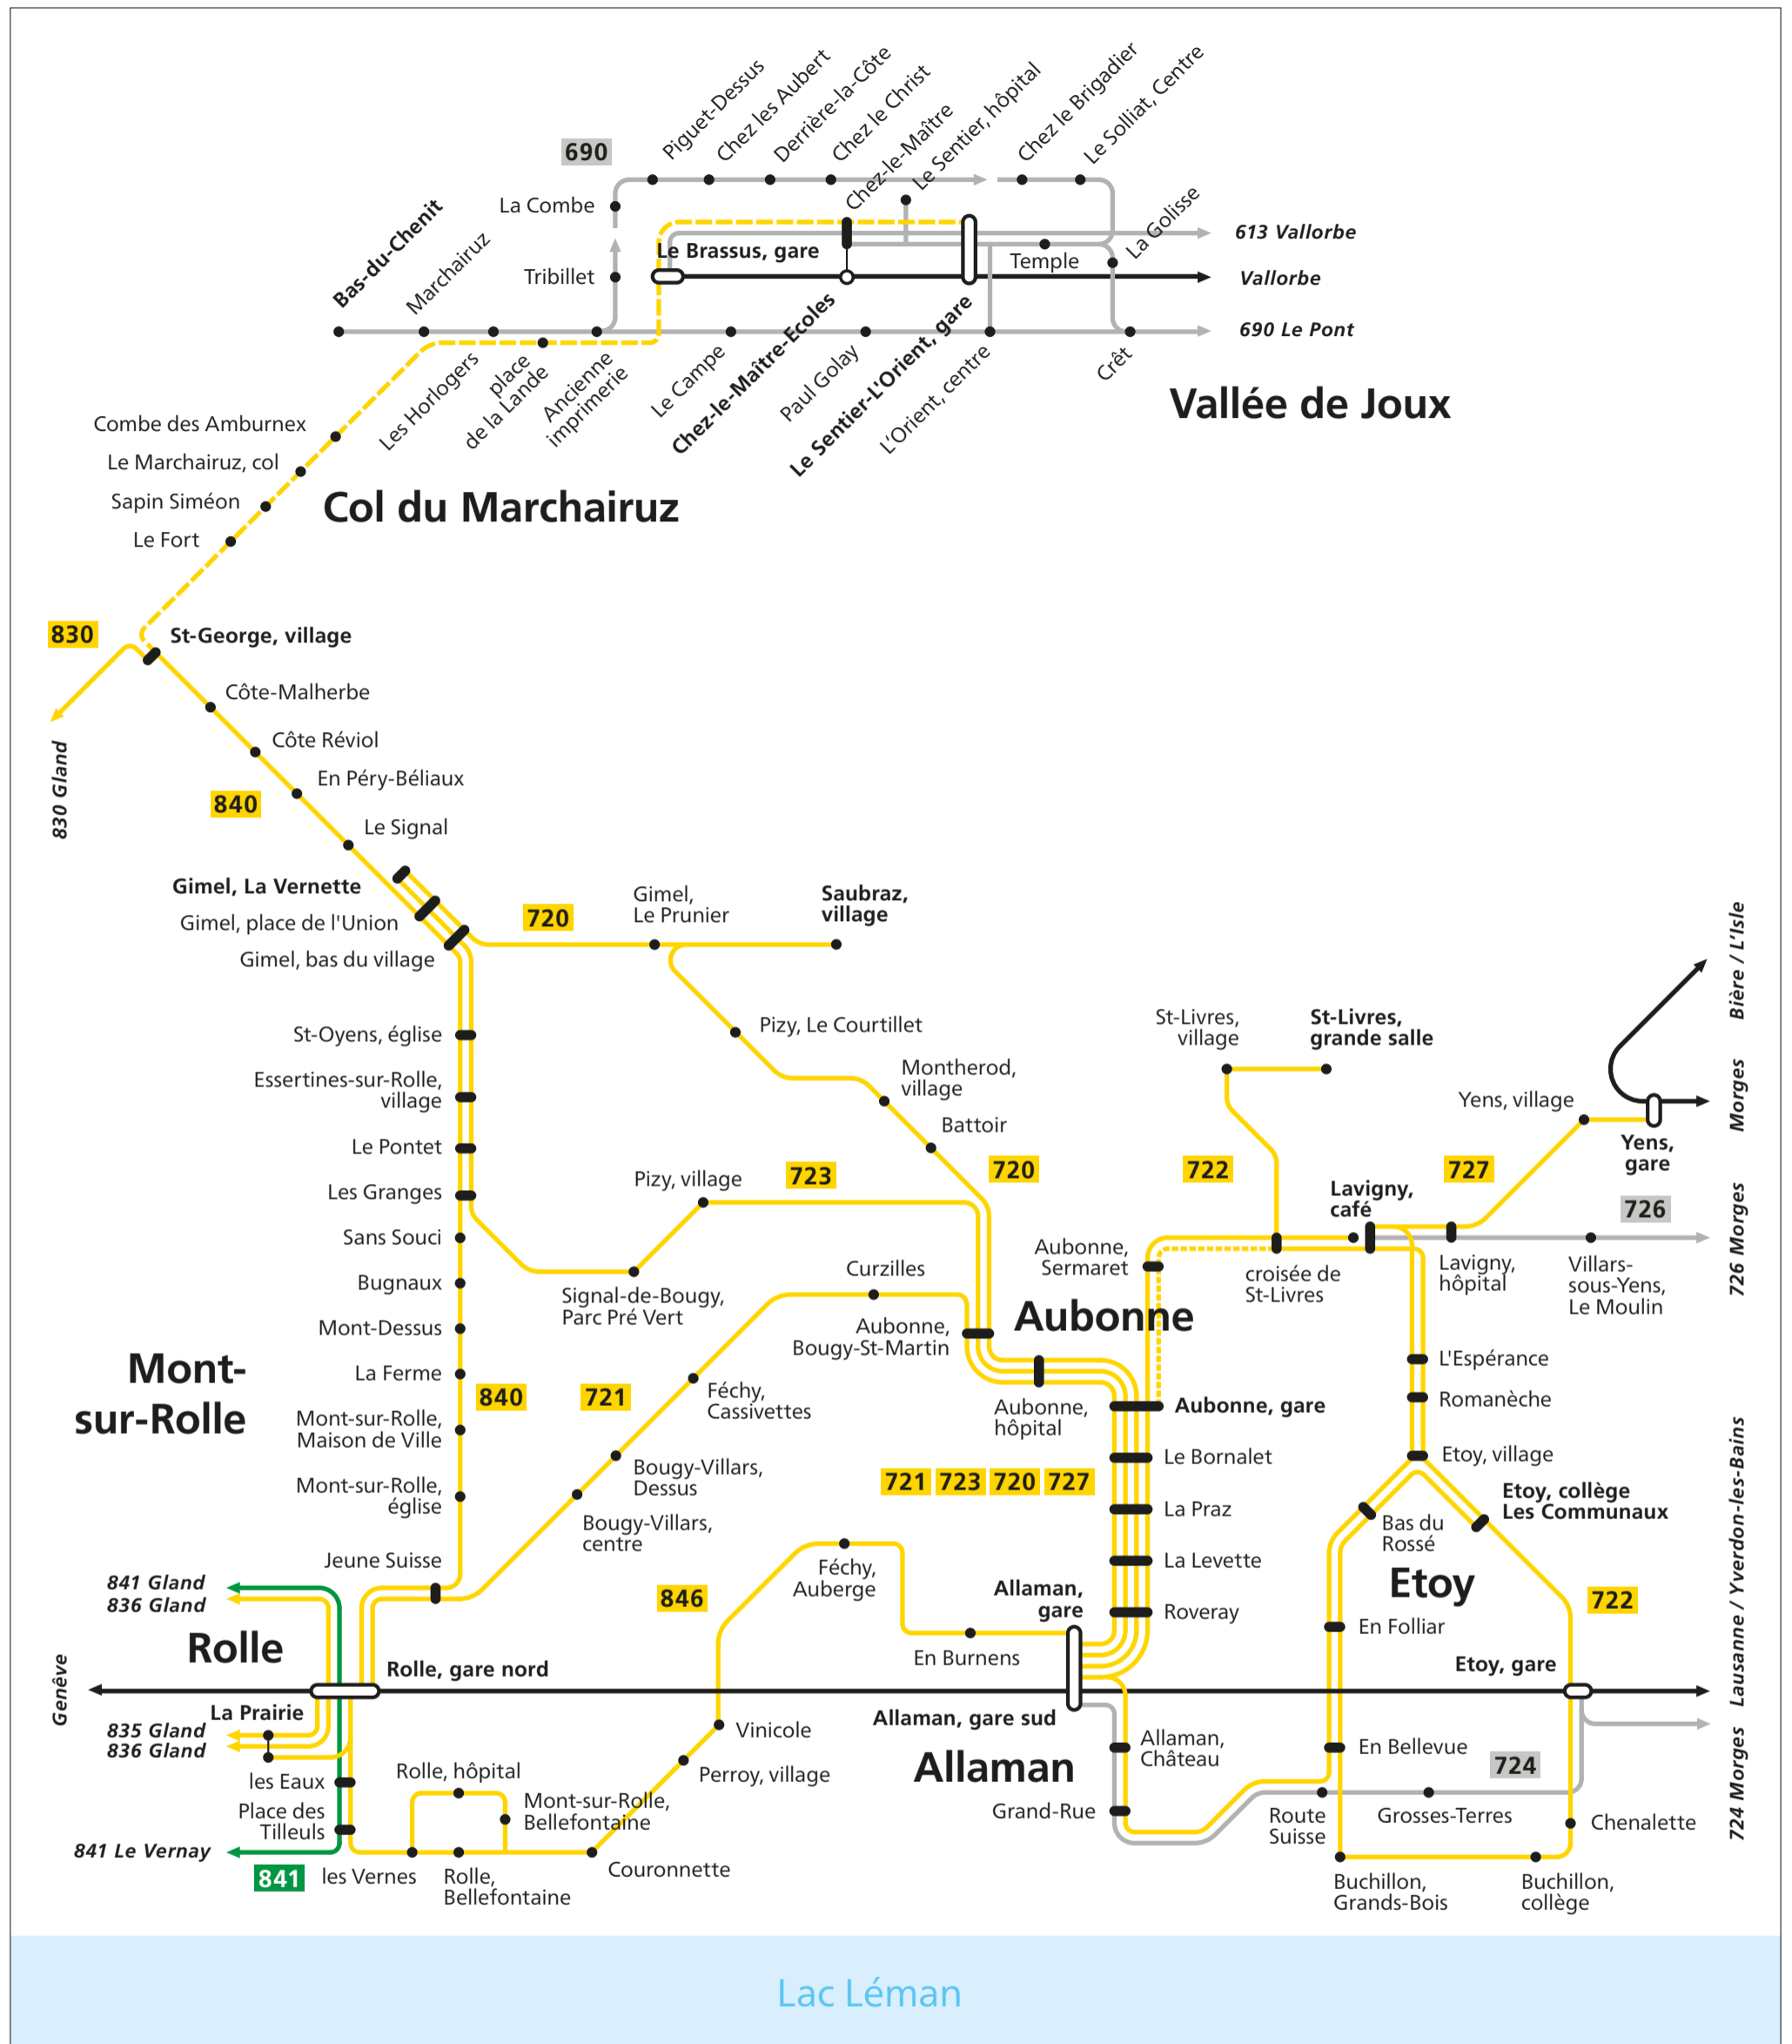 Piguet-Dessus
Chez les Aubert
Derrière-la-Côte
Chez le Christ
Chez-le-Maître
Le Sentier, hôpital
Chez le Brigadier
Le Solliat, Centre
690
La Combe
La Golisse
Bas-du-Chenit
Marchairuz
Tribillet
Le Brassus, gare
Temple
613 Vallorbe
Vallorbe
690 Le Pont
Les Horlogers
place
de la Lande
Ancienne
imprimerie
Le Campe
Chez-le-Maître-Ecoles
Paul Golay
Le Sentier-L'Orient, gare
L'Orient, centre
Crêt
Vallée de Joux
Combe des Amburnex
Le Marchairuz, col
Sapin Siméon
Le Fort
Col du Marchairuz
830
St-George, village
830 Gland
Côte-Malherbe
Côte Réviol
En Péry-Béliaux
840
Le Signal
Gimel, La Vernette
Gimel, place de l'Union
Gimel, bas du village
720
Gimel,
Le Prunier
Saubraz,
village
St-Oyens, église
Essertines-sur-Rolle,
village
Le Pontet
Les Granges
Sans Souci
Bugnaux
Mont-Dessus
La Ferme
Mont-sur-Rolle,
Maison de Ville
Mont-sur-Rolle,
église
Jeune Suisse
Mont-
sur-Rolle
840
Pizy, Le Courtillet
Montherod,
village
Battoir
720
Pizy, village
723
Signal-de-Bougy,
Parc Pré Vert
Curzilles
Aubonne,
Bougy-St-Martin
721
Féchy,
Cassivettes
Bougy-Villars,
Dessus
Bougy-Villars,
centre
Aubonne
Aubonne,
hôpital
Aubonne, gare
Aubonne,
Sermaret
St-Livres,
village
St-Livres,
grande salle
722
croisée de
St-Livres
Lavigny,
café
727
Yens, village
Yens,
gare
Bière / L'Isle
Morges
726
726 Morges
Lavigny,
hôpital
Villars-
sous-Yens,
Le Moulin
L'Espérance
Romanèche
Etoy, village
Etoy, collège
Les Communaux
Bas du
Rossé
Etoy
722
En Folliar
Etoy, gare
Lausanne / Yverdon-les-Bains
Le Bornalet
721 723 720 727
La Praz
La Levette
Roveray
Allaman,
gare
Féchy,
Auberge
846
En Burnens
841 Gland
836 Gland
Rolle
Rolle, gare nord
Genève
La Prairie
835 Gland
836 Gland
les Eaux
Place des
Tilleuls
841 Le Vernay
841
les Vernes
Rolle, hôpital
Rolle,
Bellefontaine
Mont-sur-Rolle,
Bellefontaine
Couronnette
Perroy, village
Vinicole
Allaman, gare sud
Allaman
Allaman,
Château
Grand-Rue
En Bellevue
724
Route
Suisse
Grosses-Terres
Chenalette
724 Morges
Buchillon,
Grands-Bois
Buchillon,
collège
Lac Léman